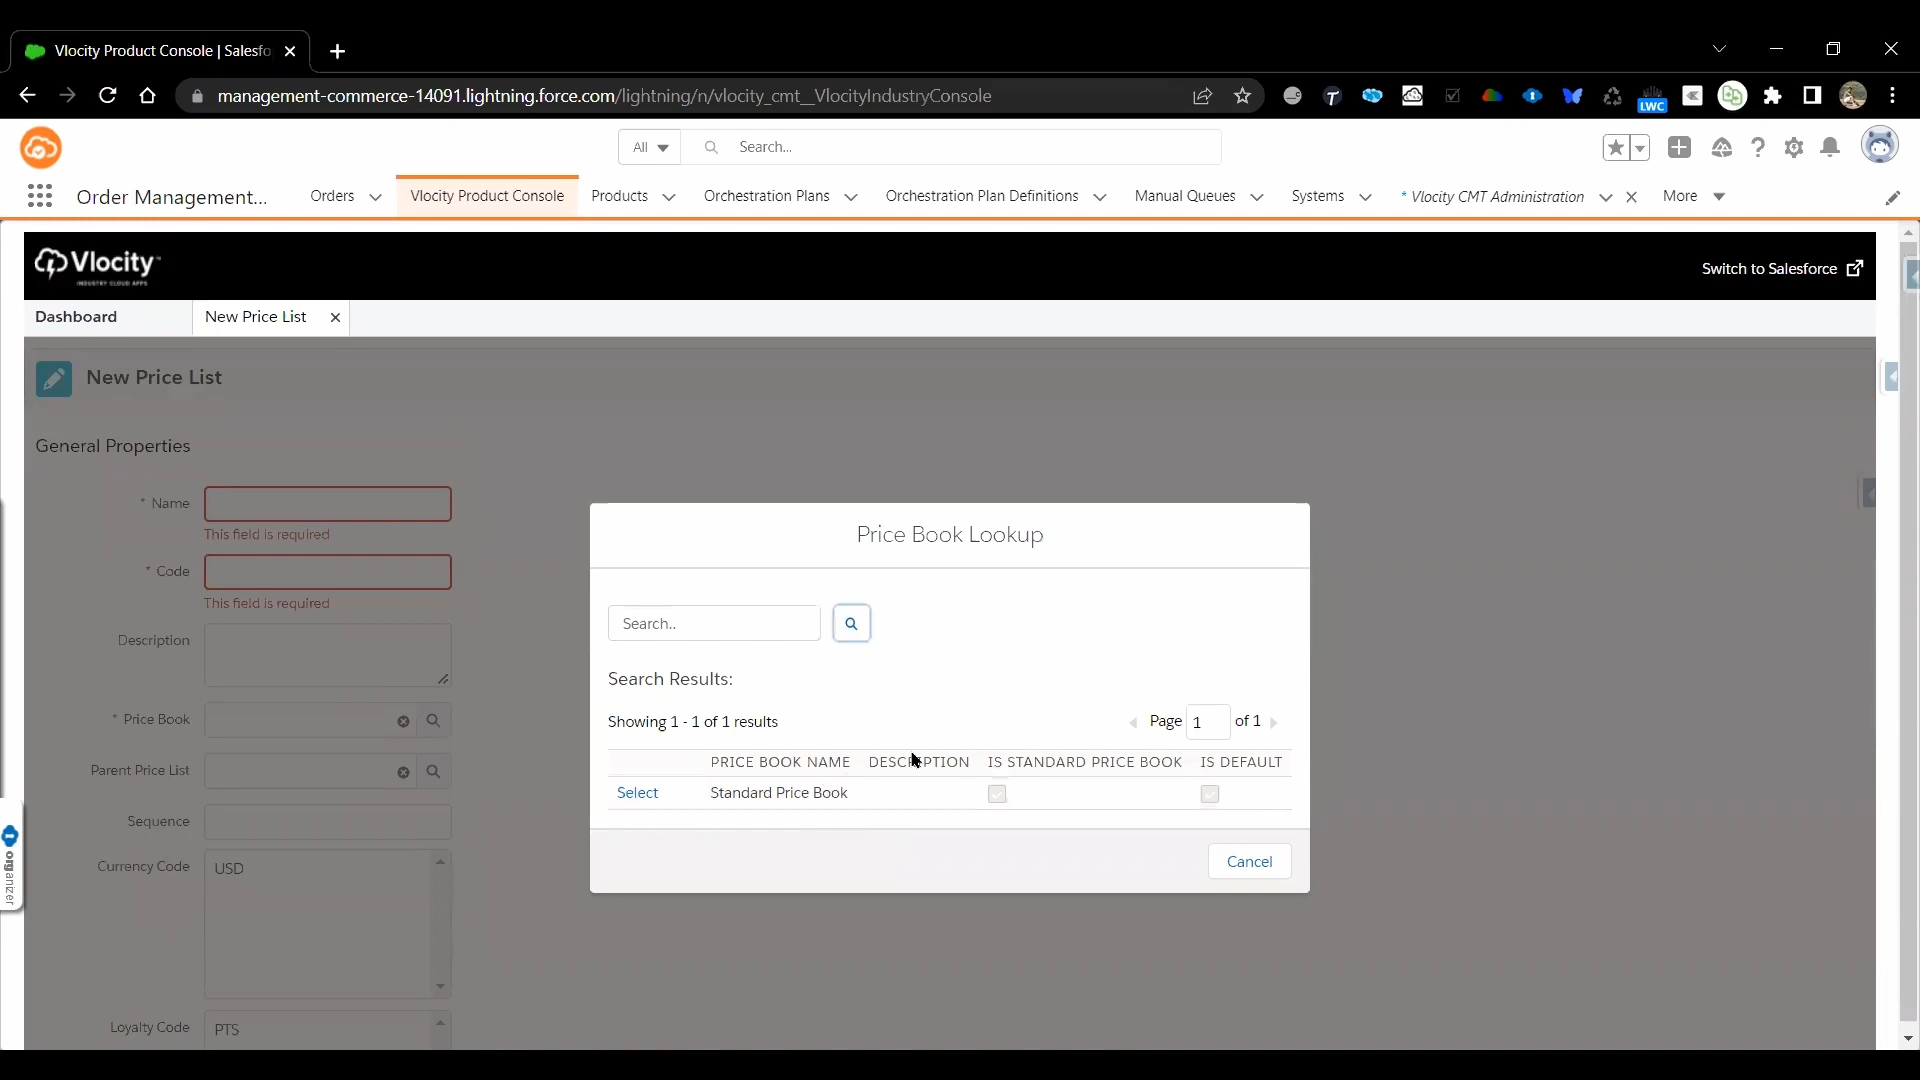 Vlocity Product Console | Salesfo
management-commerce-14091.lightning.force.com/lightning/n/vlocity_cmt__VlocityIndustryConsole
LWC
All
Search...
Order Management...
Orders
Vlocity Product Console
Products
Orchestration Plans
Orchestration Plan Definitions
Manual Queues
Systems
* Vlocity CMT Administration
More
Vlocity
INDUSTRY CLOUD APPS
Switch to Salesforce
Dashboard
New Price List
New Price List
General Properties
* Name
This field is required
* Code
This field is required
Description
* Price Book
Parent Price List
Sequence
Currency Code
USD
Loyalty Code
PTS
organizer
Price Book Lookup
Search..
Search Results:
Showing 1 - 1 of 1 results
Page 1 of 1
PRICE BOOK NAME DESCRIPTION IS STANDARD PRICE BOOK IS DEFAULT
Select Standard Price Book
Cancel